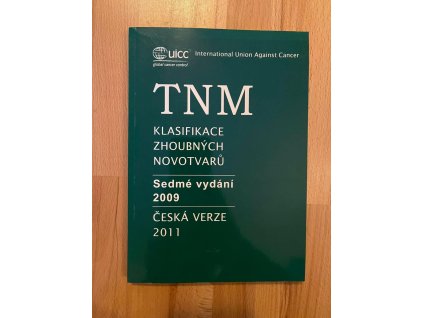 uicc International Union Against Cancer
global cancer control
TNM
KLASIFIKACE
ZHOUBNÝCH
NOVOTVARŮ
Sedmé vydání
2009
ČESKÁ VERZE
2011